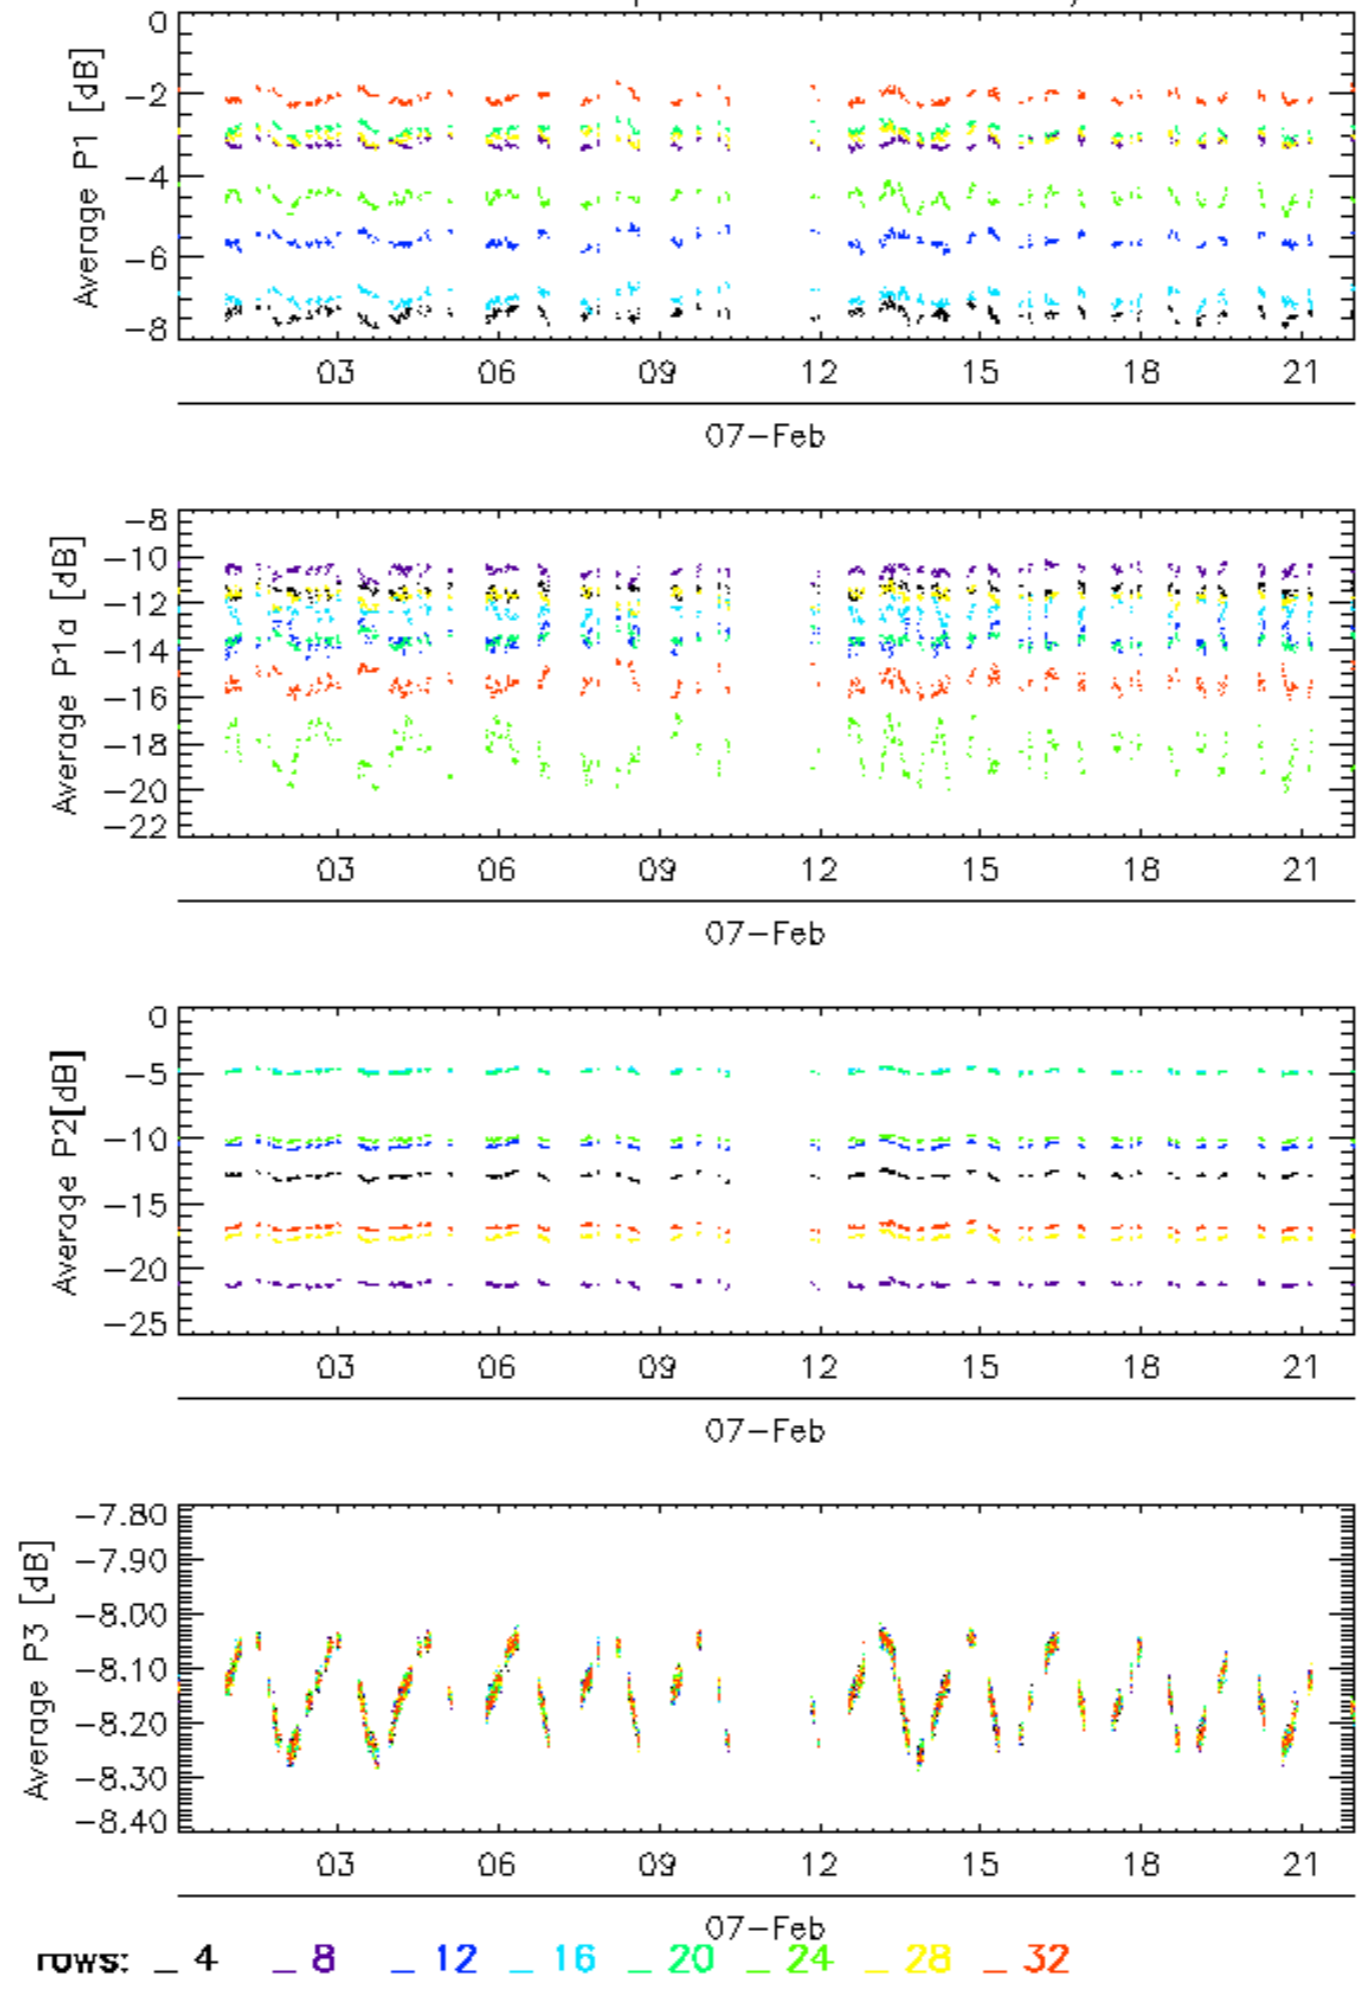 Average P1 [dB]
0
−2
−4
−6
−8
03 06 09 12 15 18 21
07−Feb
Average P1a [dB]
−8
−10
−12
−14
−16
−18
−20
−22
03 06 09 12 15 18 21
07−Feb
Average P2[dB]
0
−5
−10
−15
−20
−25
03 06 09 12 15 18 21
07−Feb
Average P3 [dB]
−7.80
−7.90
−8.00
−8.10
−8.20
−8.30
−8.40
03 06 09 12 15 18 21
07−Feb
rows: _ 4 _ 8 _ 12 _ 16 _ 20 _ 24 _ 28 _ 32